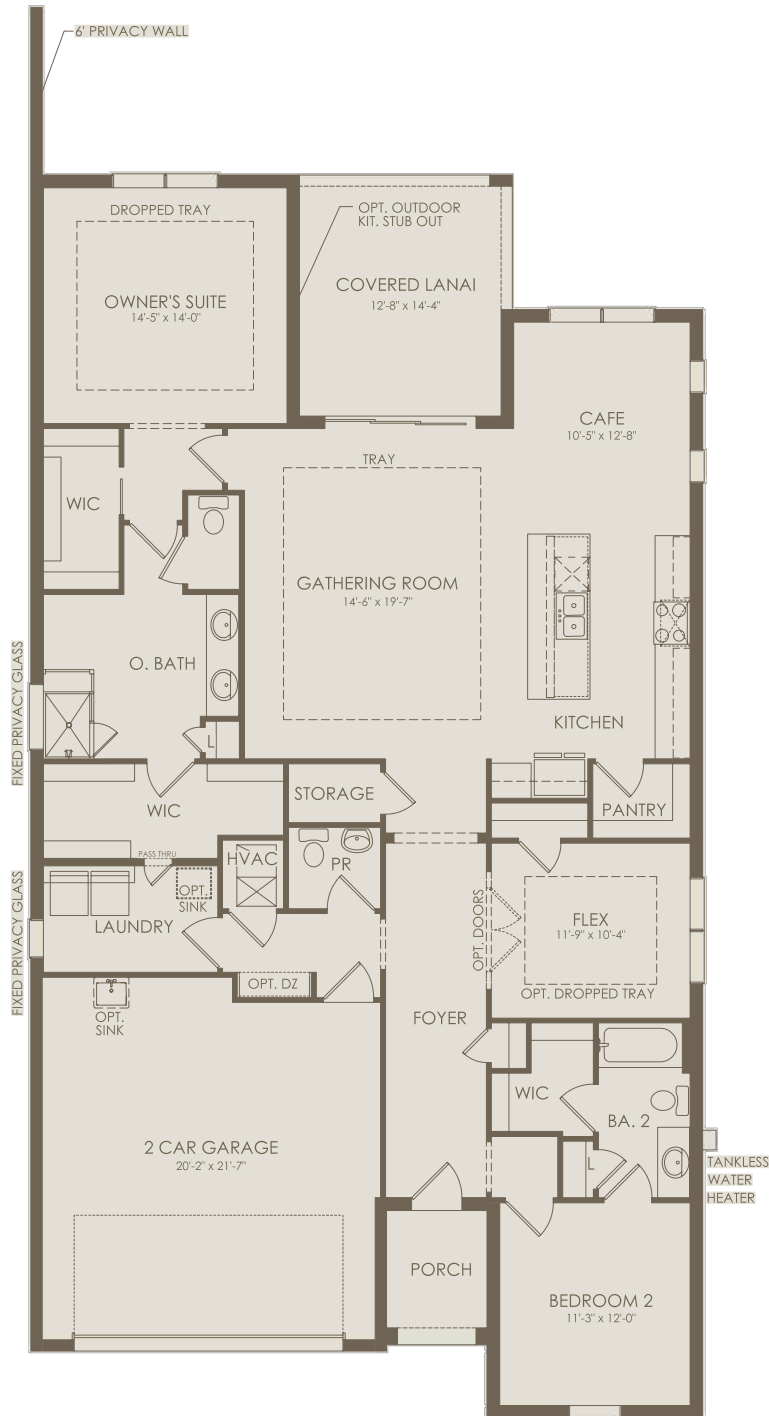 6' PRIVACY WALL
DROPPED TRAY
OWNER'S SUITE
14'-5" x 14'-0"
OPT. OUTDOOR
KIT. STUB OUT
COVERED LANAI
12'-8" x 14'-4"
CAFE
10'-5" x 12'-8"
TRAY
WIC
GATHERING ROOM
14'-6" x 19'-7"
O. BATH
FIXED PRIVACY GLASS
L
KITCHEN
WIC
STORAGE
PANTRY
PASS THRU
HVAC
PR
OPT.
SINK
LAUNDRY
FIXED PRIVACY GLASS
OPT. DOORS
FLEX
11'-9" x 10'-4"
OPT. DROPPED TRAY
OPT. DZ
OPT.
SINK
FOYER
WIC
BA. 2
2 CAR GARAGE
20'-2" x 21'-7"
L
TANKLESS
WATER
HEATER
PORCH
BEDROOM 2
11'-3" x 12'-0"